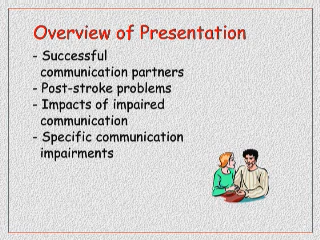 Overview of Presentation
- Successful
communication partners
- Post-stroke problems
- Impacts of impaired
communication
- Specific communication
impairments